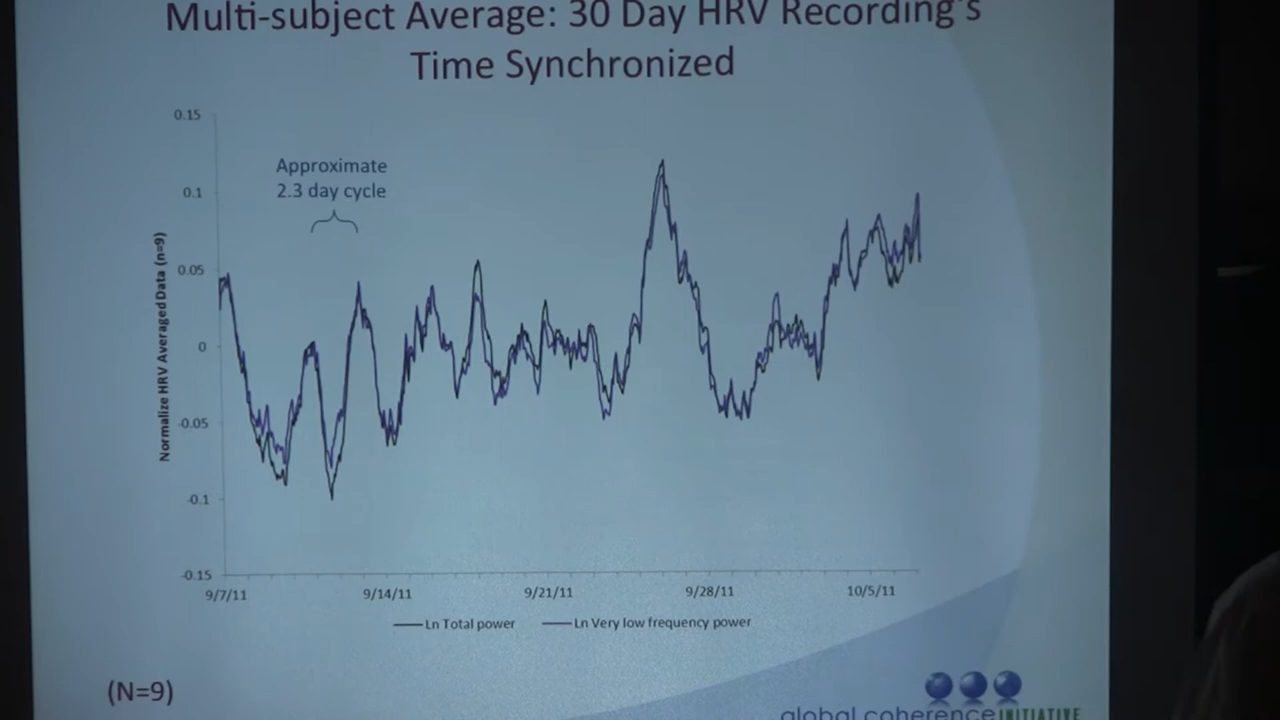 Multi-subject Average: 30 Day HRV Recording's
Time Synchronized
0.15
Approximate
2.3 day cycle
0.1
0.05
0
-0.05
-0.1
-0.15
Normalize HRV Averaged Data (n=9)
9/7/11
9/14/11
9/21/11
9/28/11
10/5/11
Ln Total power
Ln Very low frequency power
(N=9)
global coherence INITIATIVE